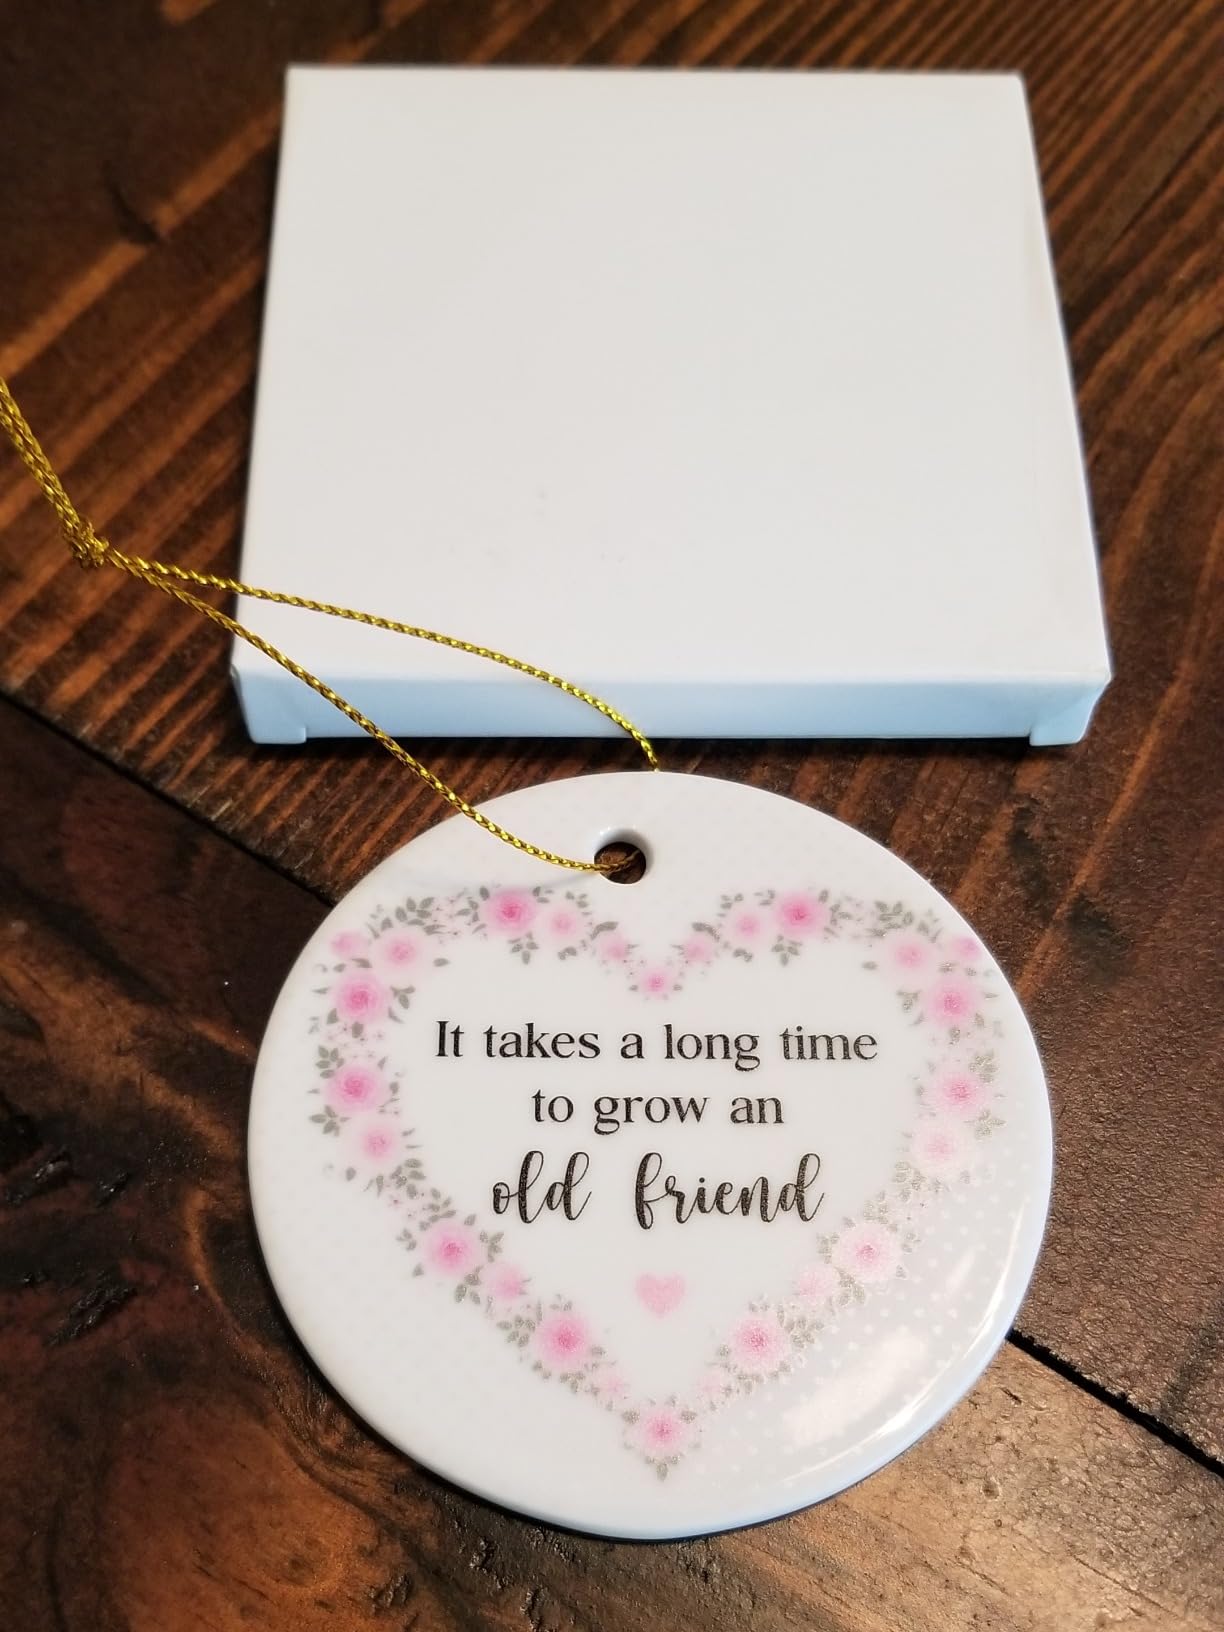 It takes a long time
to grow an
old friend